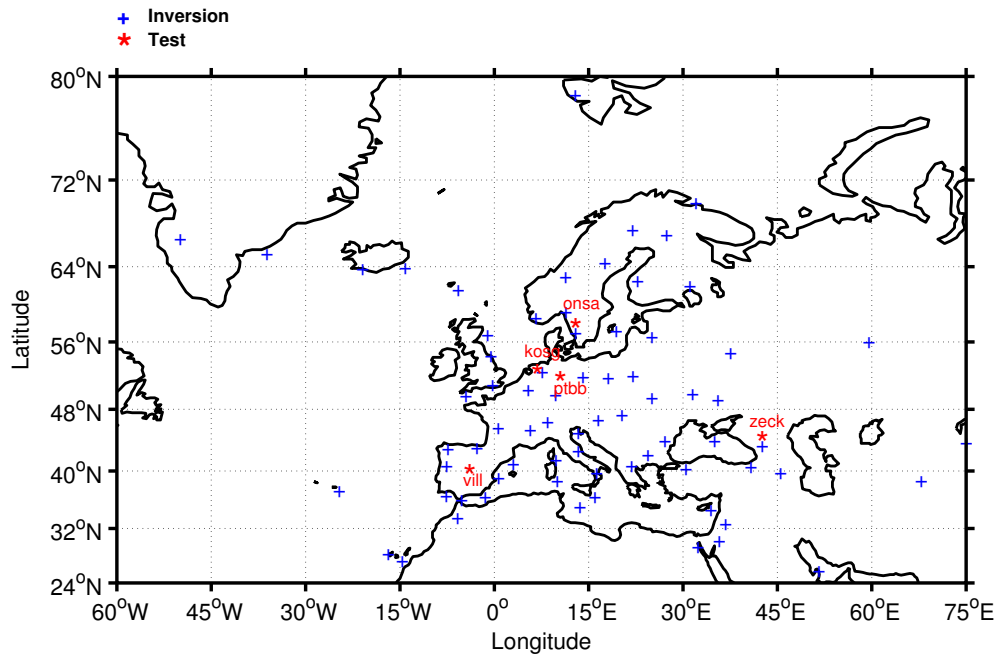 Inversion
Test
80°N
72°N
64°N
56°N
48°N
40°N
32°N
24°N
Latitude
onsa
kosg
ptbb
zeck
vill
60°W 45°W 30°W 15°W 0° 15°E 30°E 45°E 60°E 75°E
Longitude